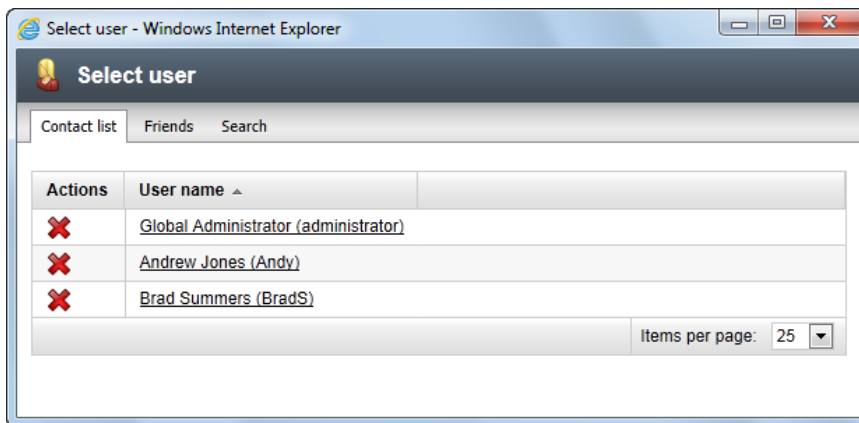 Select user - Windows Internet Explorer
Select user
Contact list Friends Search
Actions User name
Global Administrator (administrator)
Andrew Jones (Andy)
Brad Summers (BradS)
Items per page: 25